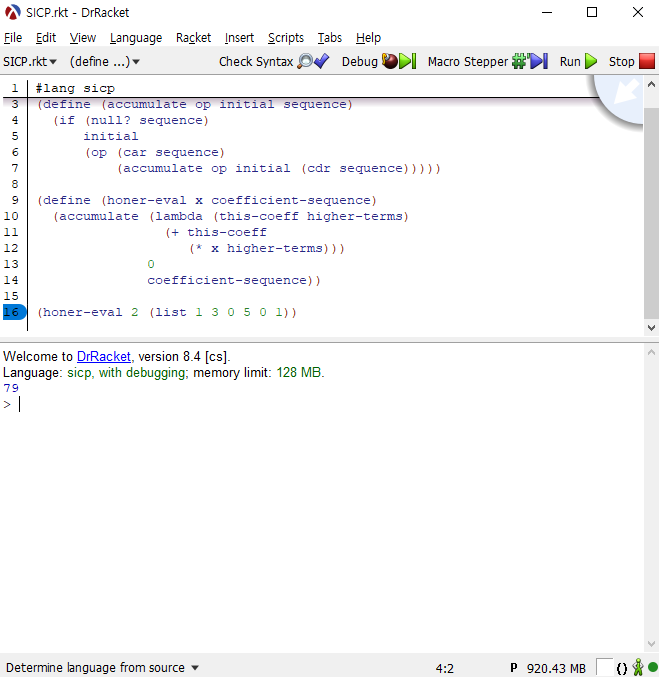 SICP.rkt - DrRacket
File Edit View Language Racket Insert Scripts Tabs Help
SICP.rkt (define ...) Check Syntax Debug Macro Stepper Run Stop
1 #lang sicp
3 (define (accumulate op initial sequence)
4 (if (null? sequence)
5 initial
6 (op (car sequence)
7 (accumulate op initial (cdr sequence)))))
8
9 (define (honer-eval x coefficient-sequence)
10 (accumulate (lambda (this-coeff higher-terms)
11 (+ this-coeff
12 (* x higher-terms)))
13 0
14 coefficient-sequence))
15
16 (honer-eval 2 (list 1 3 0 5 0 1))
Welcome to DrRacket, version 8.4 [cs].
Language: sicp, with debugging; memory limit: 128 MB.
79
>
Determine language from source 4:2 P 920.43 MB ()